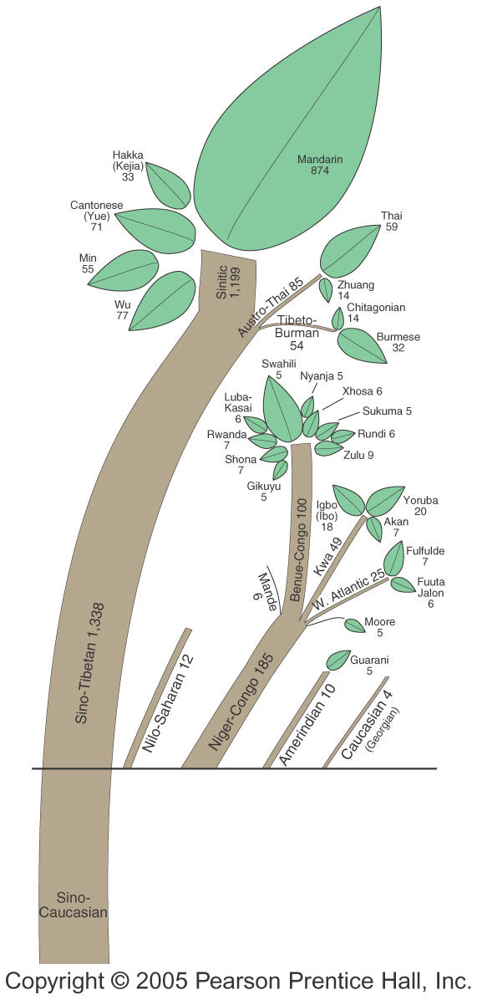 Mandarin
874
Hakka
(Kejia)
33
Cantonese
(Yue)
71
Min
55
Wu
77
Sinitic
1,199
Thai
59
Austro-Thai 85
Zhuang
14
Chitagonian
14
Tibeto-
Burman
54
Burmese
32
Swahili
5
Nyanja 5
Xhosa 6
Luba-
Kasai
6
Sukuma 5
Rwanda
7
Rundi 6
Shona
7
Zulu 9
Gikuyu
5
Benue-Congo 100
Igbo
(Ibo)
18
Yoruba
20
Akan
7
Kwa 49
Fulfulde
7
W. Atlantic 25
Fuuta
Jalon
6
Mande
6
Moore
5
Guarani
5
Sino-Tibetan 1,338
Nilo-Saharan 12
Niger-Congo 185
Amerindian 10
Caucasian 4
(Georgian)
Sino-
Caucasian
Copyright © 2005 Pearson Prentice Hall, Inc.